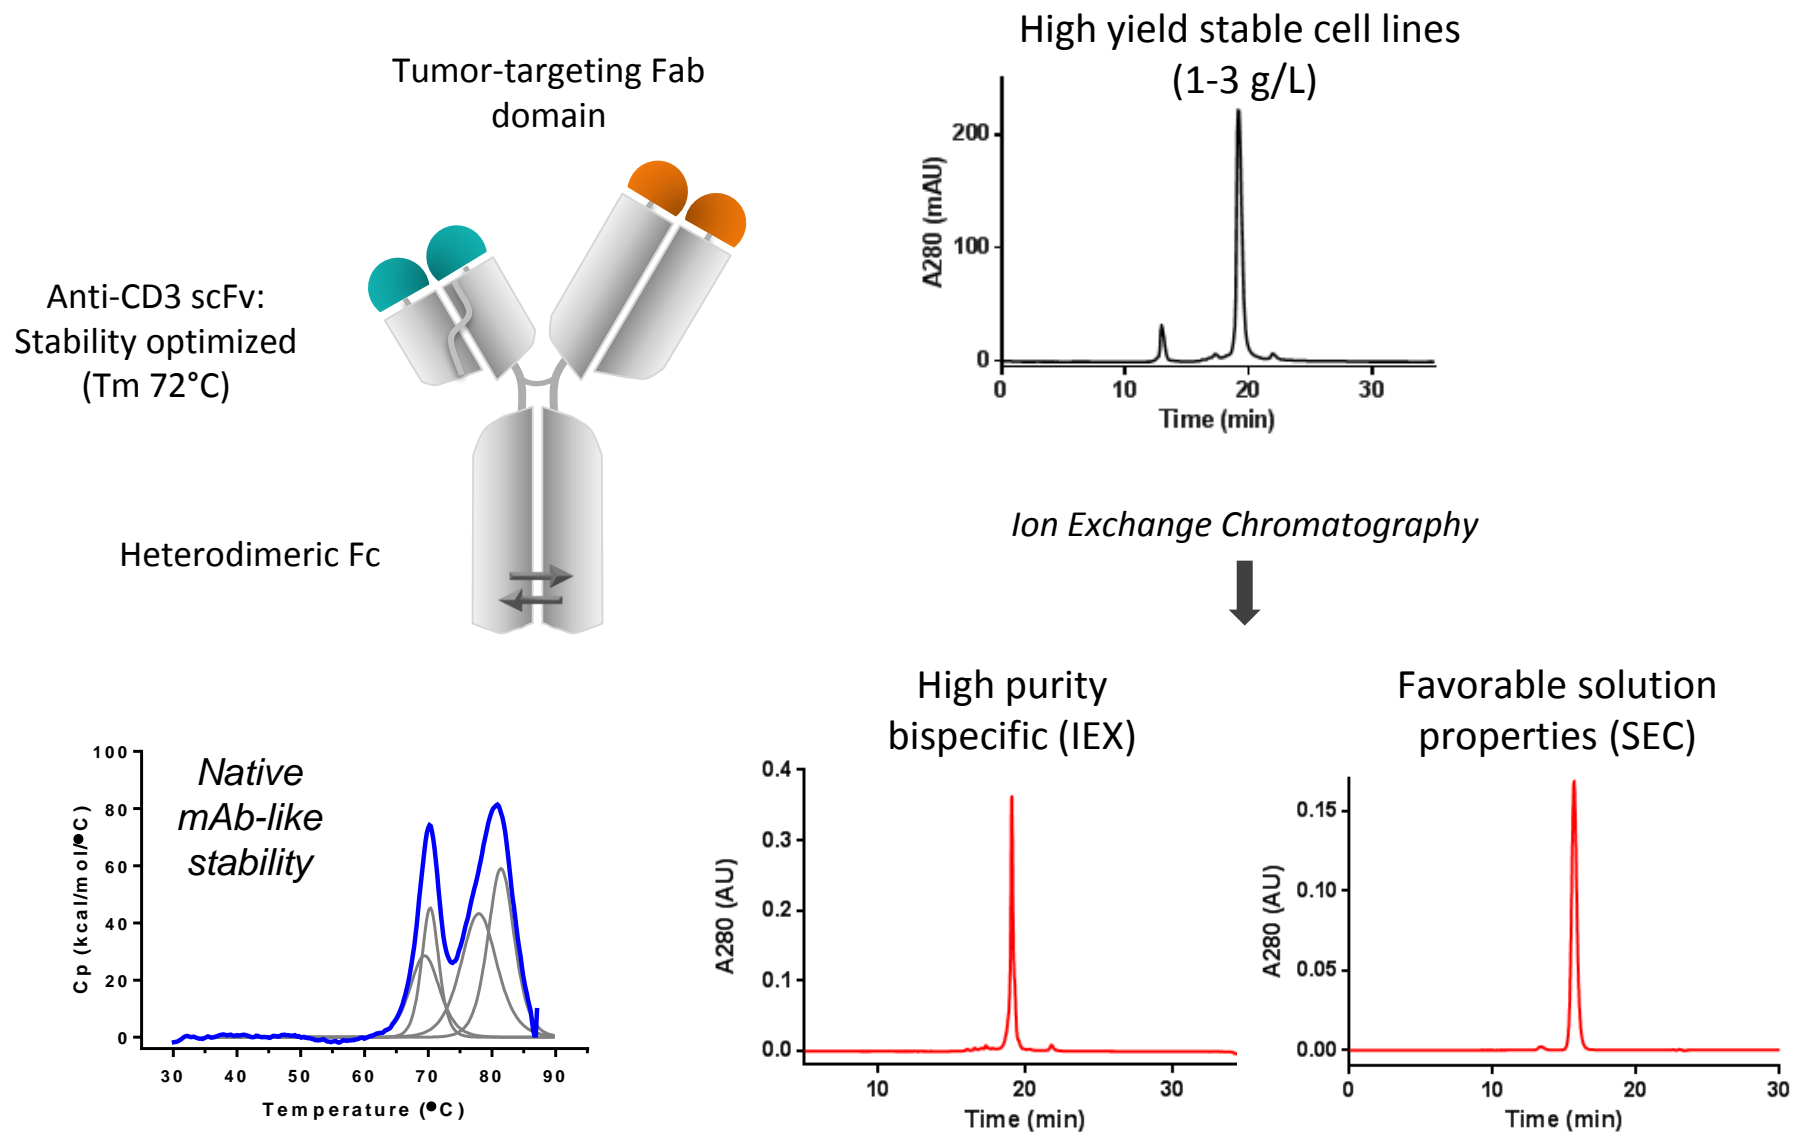 Tumor-targeting Fab
domain
Anti-CD3 scFv:
Stability optimized
(Tm 72°C)
Heterodimeric Fc
High yield stable cell lines
(1-3 g/L)
200
100
0
A280 (mAU)
0 10 20 30
Time (min)
Ion Exchange Chromatography
Native
mAb-like
stability
100
80
60
40
20
0
Cp (kcal/mol/°C)
30 40 50 60 70 80 90
Temperature (°C)
High purity
bispecific (IEX)
0.4
0.3
0.2
0.1
0.0
A280 (AU)
10 20 30
Time (min)
Favorable solution
properties (SEC)
0.15
0.10
0.05
0.00
A280 (AU)
0 10 20 30
Time (min)